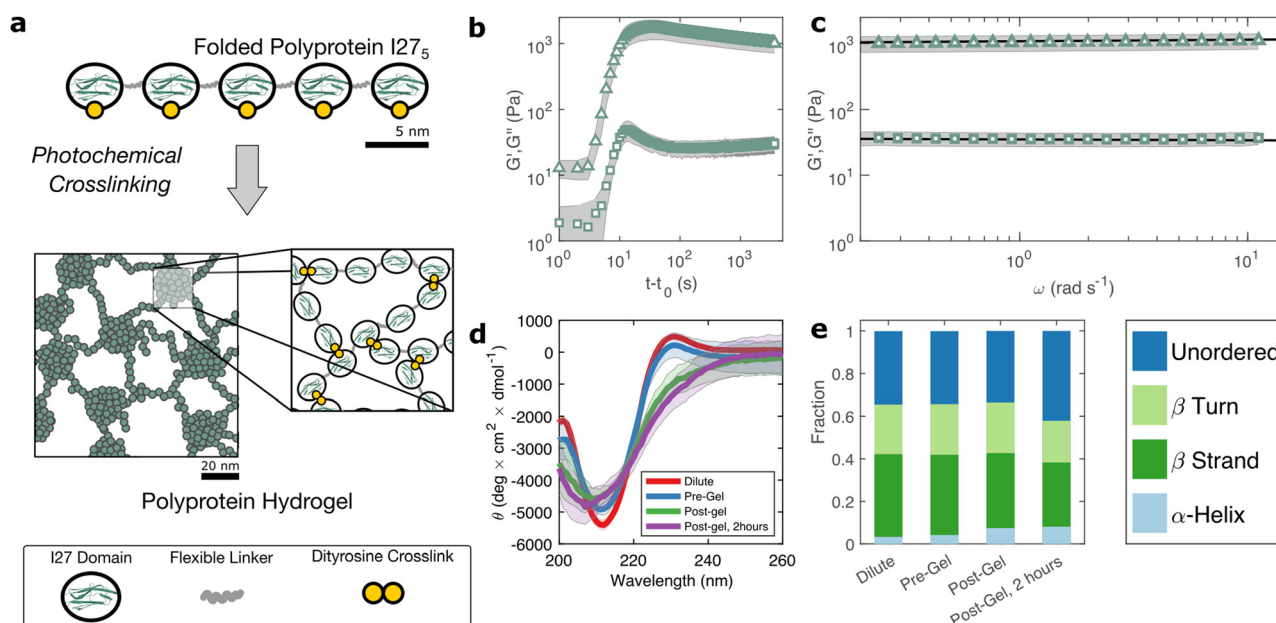 a
Folded Polyprotein I27₅
5 nm
Photochemical
Crosslinking
20 nm
Polyprotein Hydrogel
I27 Domain
Flexible Linker
Dityrosine Crosslink
b
G',G'' (Pa)
10³
10²
10¹
10⁰
10⁰
10¹
10²
10³
t-t₀ (s)
c
G',G'' (Pa)
10³
10²
10¹
10⁰
10⁰
10¹
ω (rad s⁻¹)
d
θ (deg × cm² × dmol⁻¹)
1000
0
-1000
-2000
-3000
-4000
-5000
-6000
200
220
240
260
Wavelength (nm)
Dilute
Pre-Gel
Post-gel
Post-gel, 2hours
e
Fraction
1
0.8
0.6
0.4
0.2
0
Dilute
Pre-Gel
Post-Gel
Post-Gel, 2 hours
Unordered
β Turn
β Strand
α-Helix